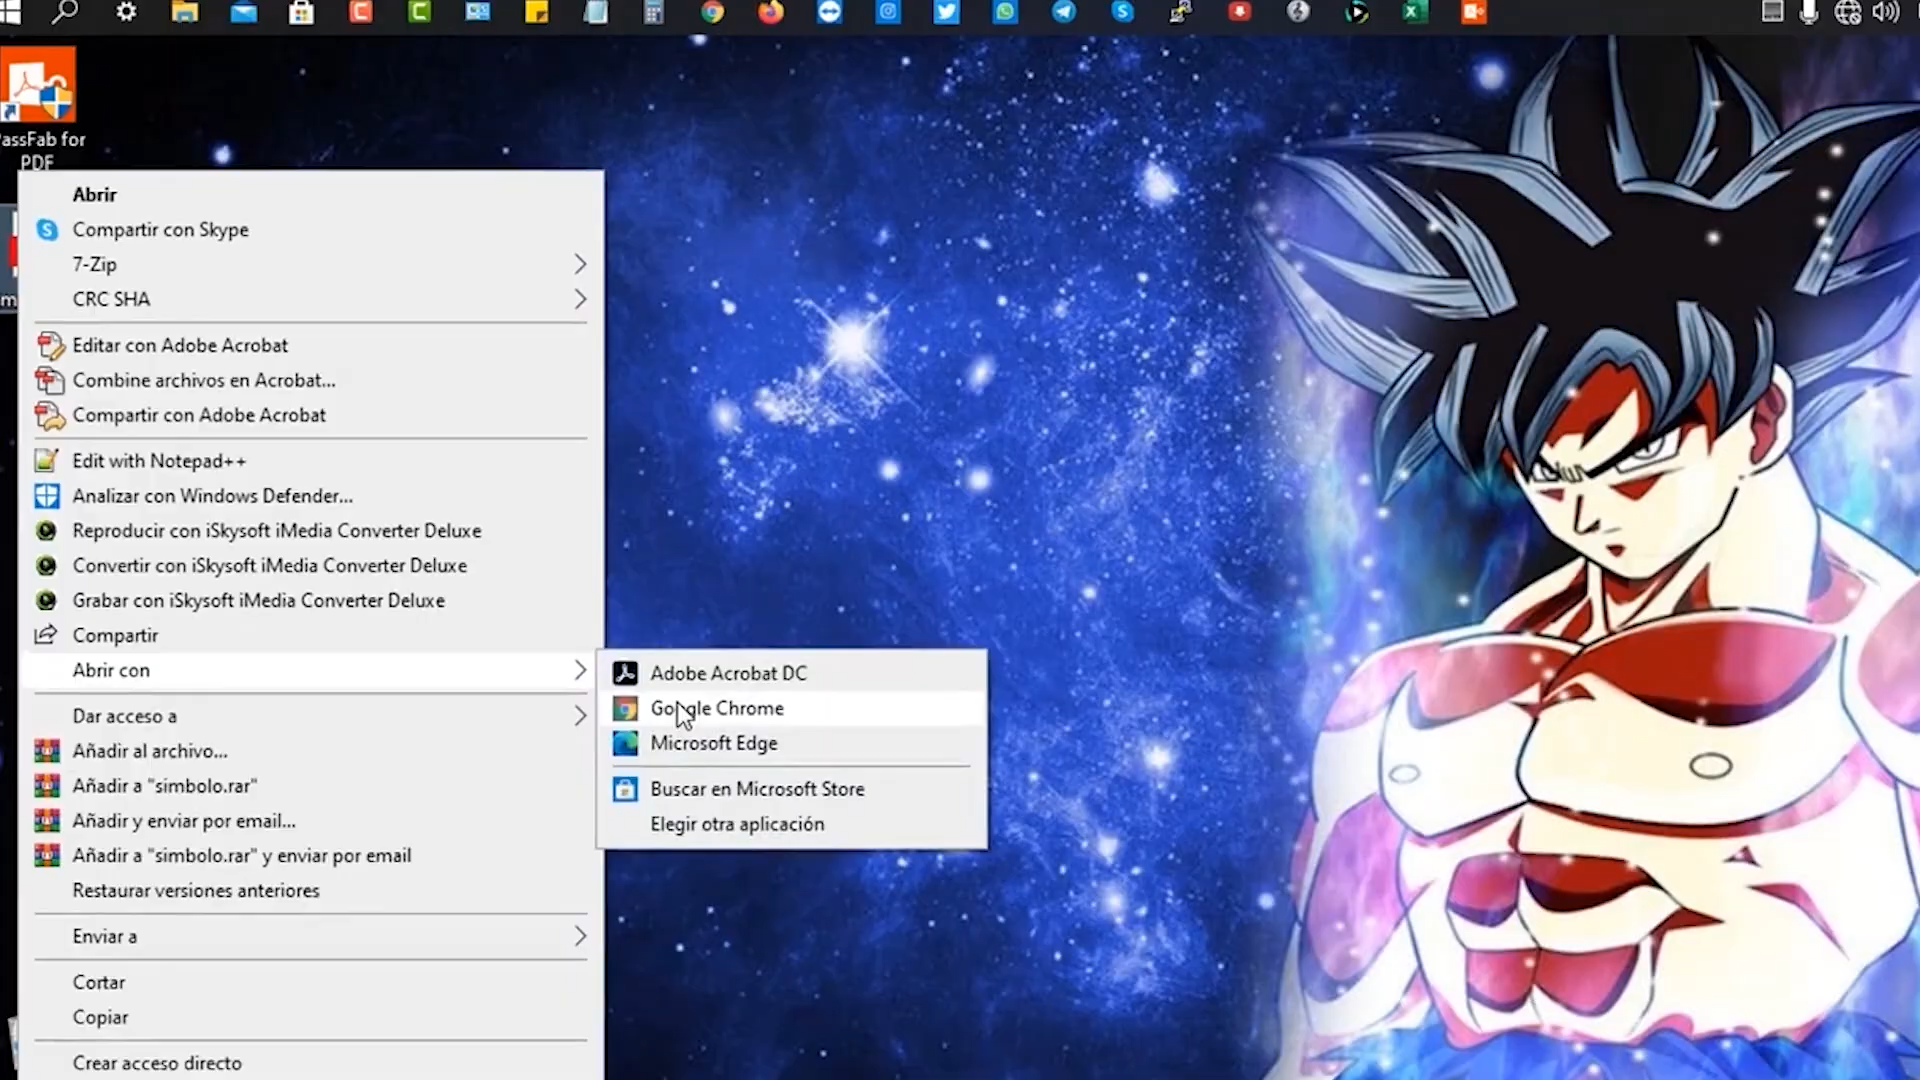 PassFab for
PDF
Abrir
Compartir con Skype
7-Zip
CRC SHA
Editar con Adobe Acrobat
Combine archivos en Acrobat...
Compartir con Adobe Acrobat
Edit with Notepad++
Analizar con Windows Defender...
Reproducir con iSkysoft iMedia Converter Deluxe
Convertir con iSkysoft iMedia Converter Deluxe
Grabar con iSkysoft iMedia Converter Deluxe
Compartir
Abrir con
Adobe Acrobat DC
Google Chrome
Microsoft Edge
Buscar en Microsoft Store
Elegir otra aplicación
Dar acceso a
Añadir al archivo...
Añadir a "simbolo.rar"
Añadir y enviar por email...
Añadir a "simbolo.rar" y enviar por email
Restaurar versiones anteriores
Enviar a
Cortar
Copiar
Crear acceso directo